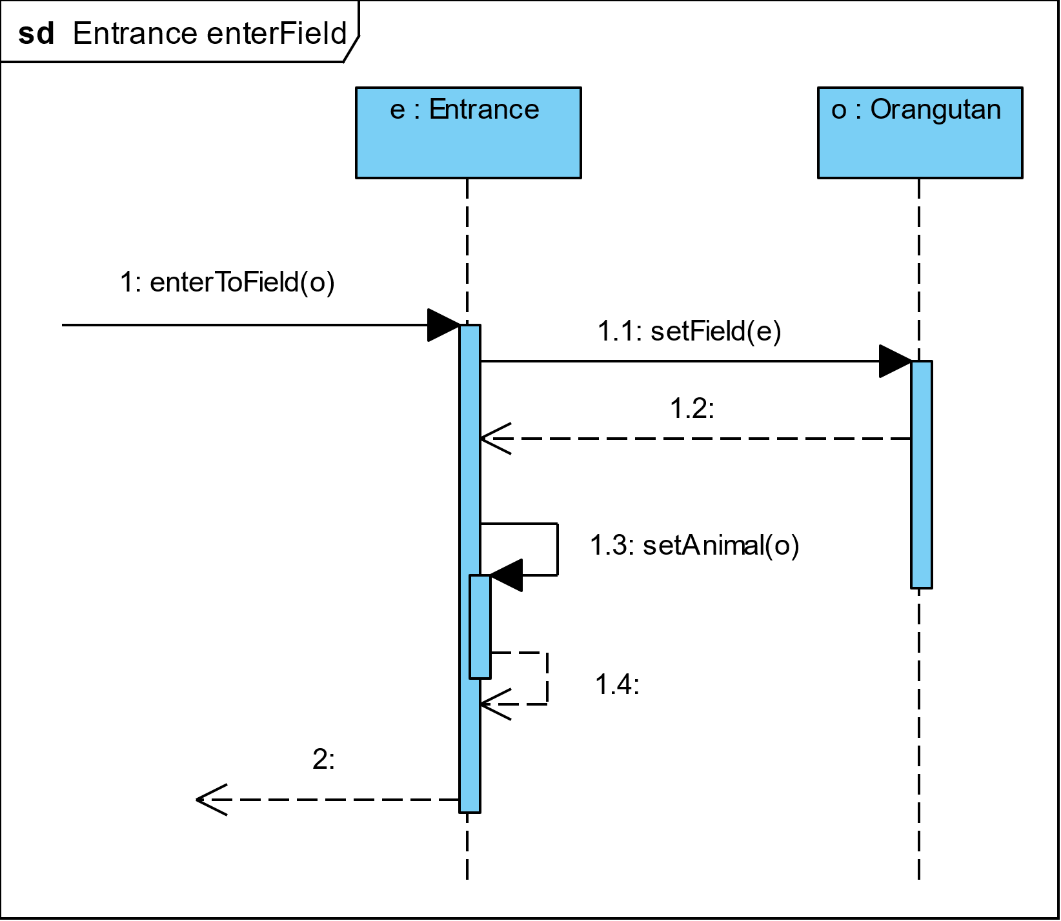 sd Entrance enterField
e : Entrance
o : Orangutan
1: enterToField(o)
1.1: setField(e)
1.2:
1.3: setAnimal(o)
1.4:
2: